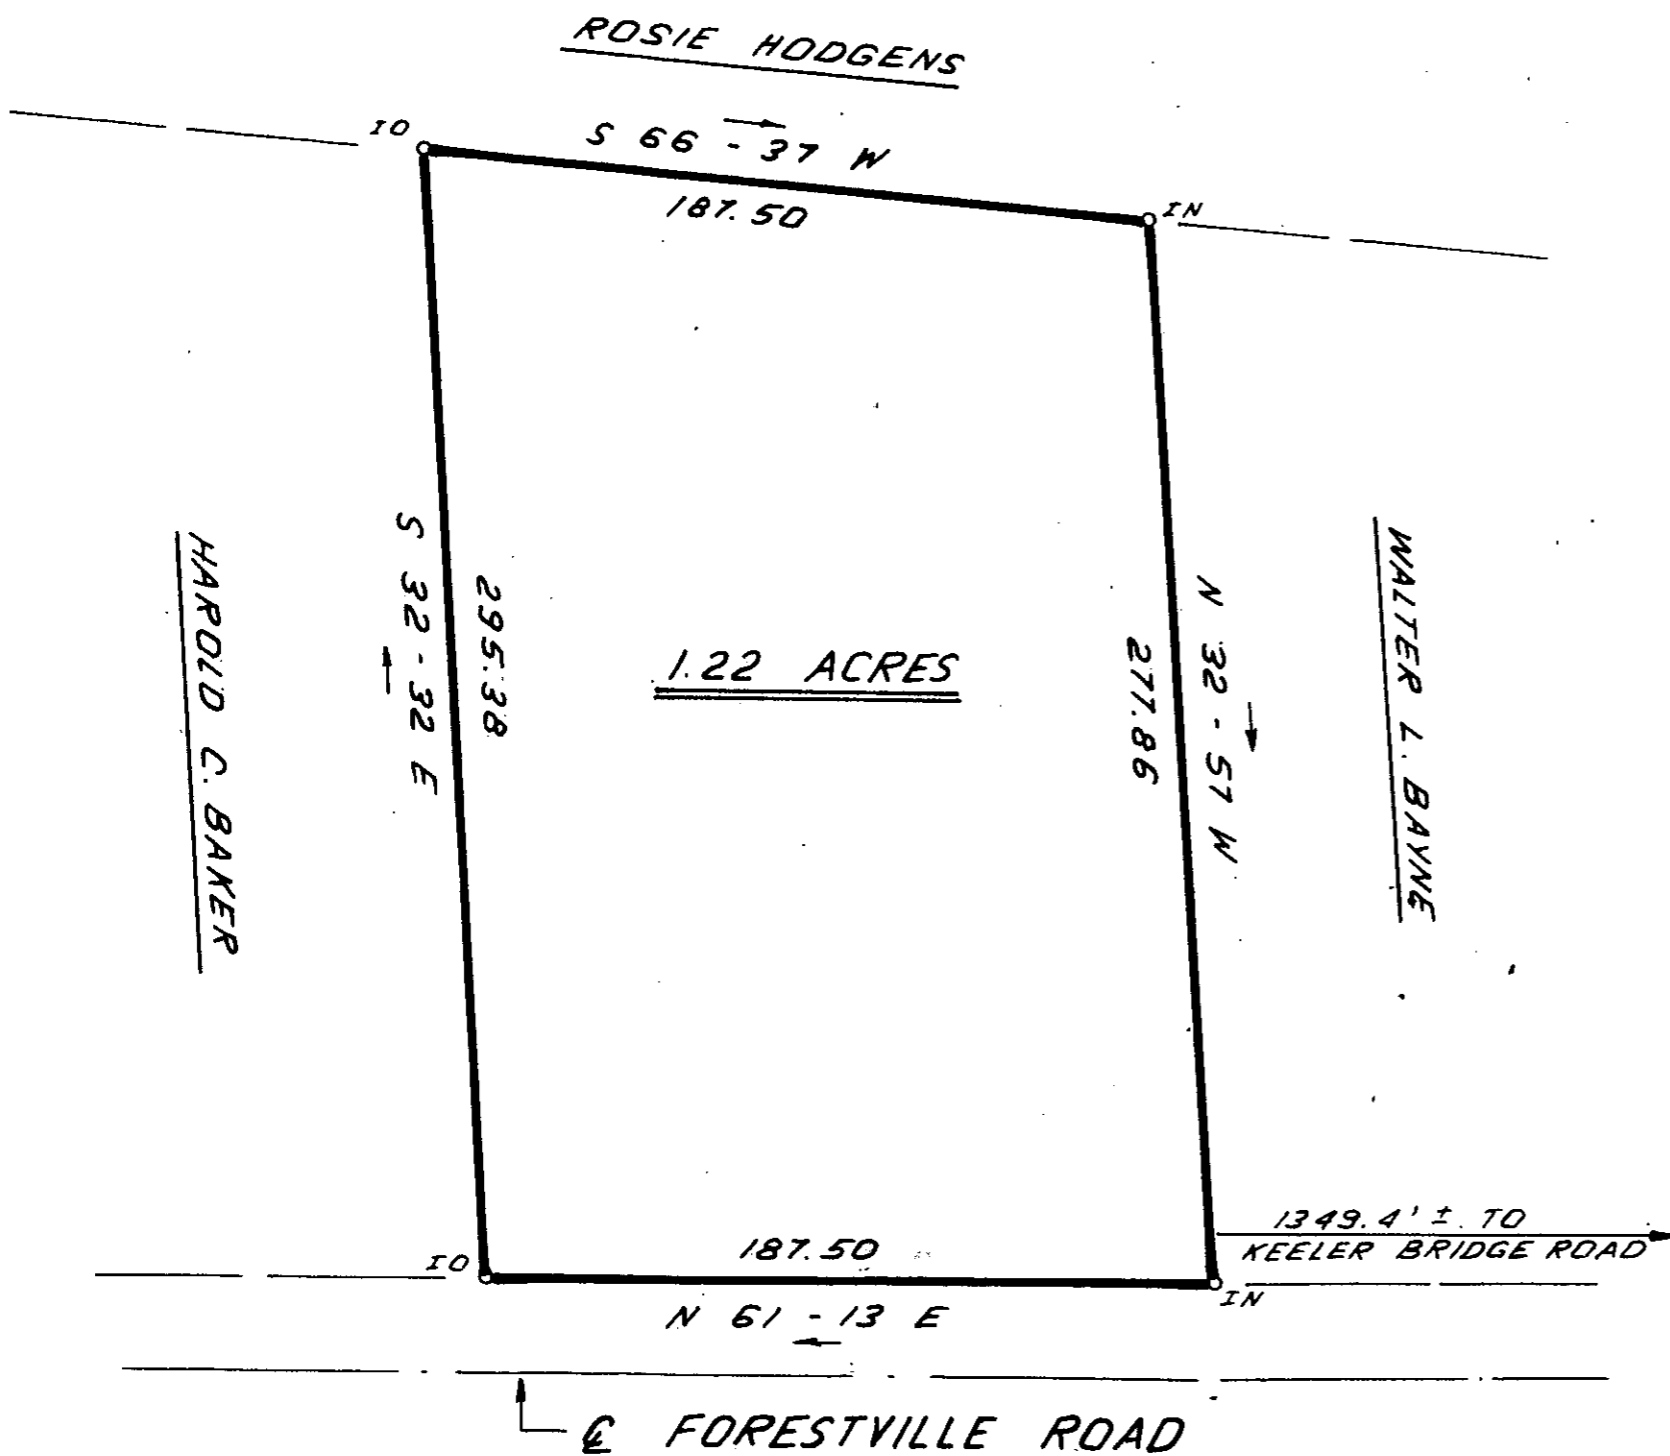 ROSIE HODGENS
IO
S 66 - 37 W
187.50
IN
HAROLD C. BAKER
S 32 - 32 E
295.38
1.22 ACRES
277.86
N 32 - 57 W
WALTER L. BAYNE
1349.4' ± TO
KEELER BRIDGE ROAD
IO
187.50
IN
N 61 - 13 E
℄ FORESTVILLE ROAD